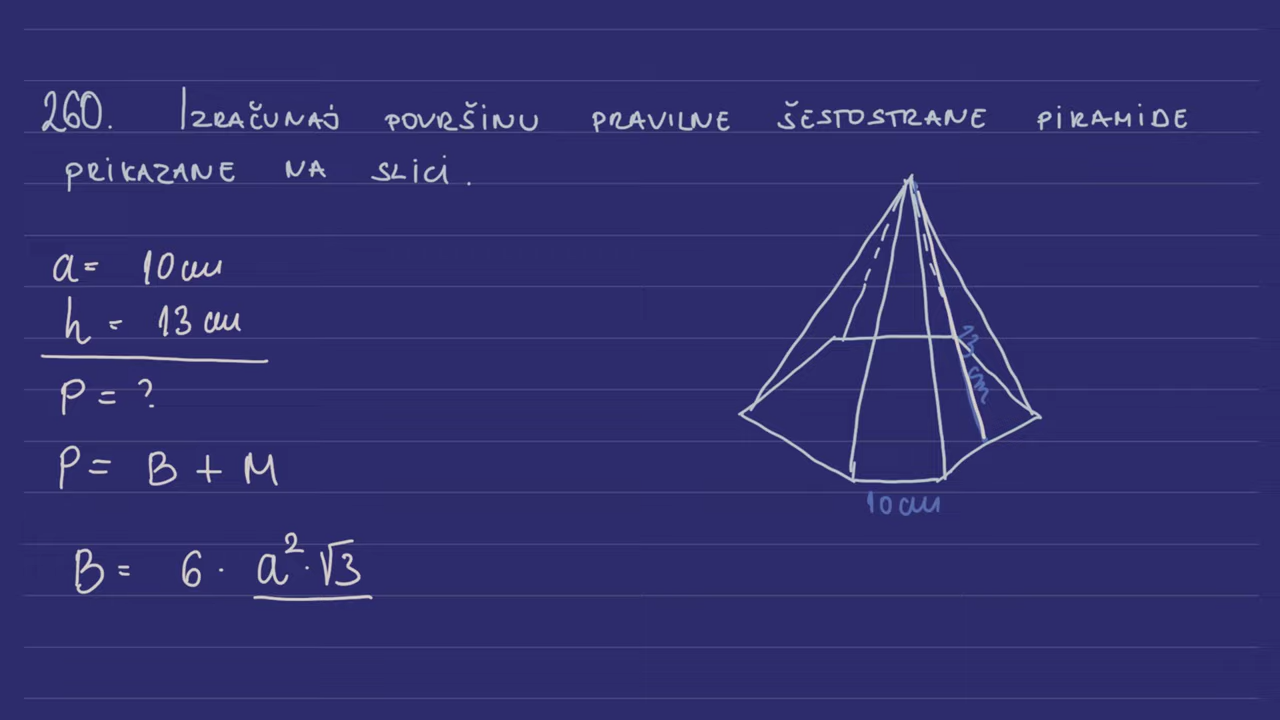 260. IZRAČUNAJ POVRŠINU PRAVILNE ŠESTOSTRANE PIRAMIDE
PRIKAZANE NA SLICI.
a = 10 cm
h = 13 cm
P = ?
P = B + M
B = 6 · a²·√3
13 cm
10 cm